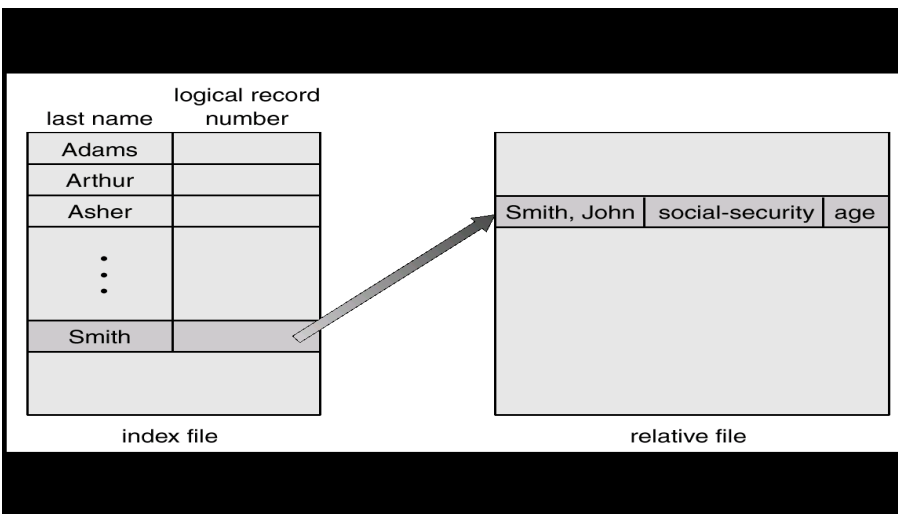 logical record
last name number
Adams
Arthur
Asher
Smith
index file
Smith, John social-security age
relative file